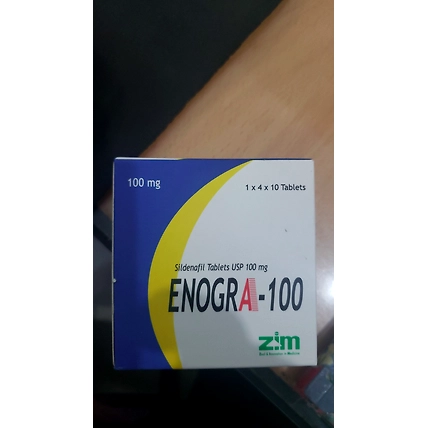 100 mg
1 x 4 x 10 Tablets
Sildenafil Tablets USP 100 mg
ENOGRA-100
zim